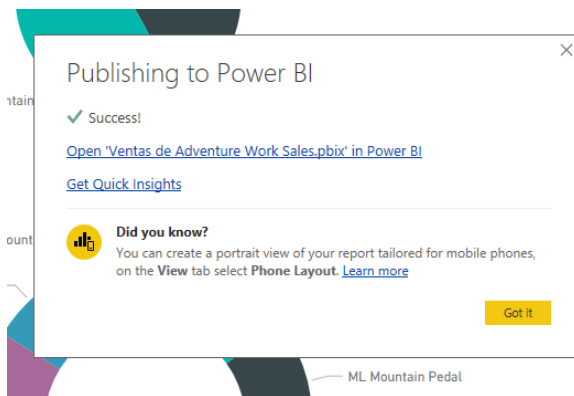 Publishing to Power BI
Success!
Open 'Ventas de Adventure Work Sales.pbix' in Power BI
Get Quick Insights
Did you know?
You can create a portrait view of your report tailored for mobile phones,
on the View tab select Phone Layout. Learn more
Got it
ML Mountain Pedal